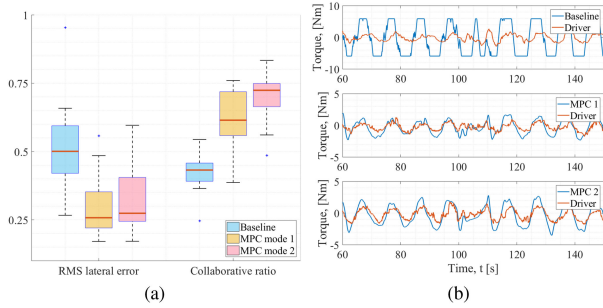 1
0.75
0.5
0.25
RMS lateral error
Collaborative ratio
Baseline
MPC mode 1
MPC mode 2
(a)
Torque, [Nm]
10
5
0
-5
-10
Baseline
Driver
60
80
100
120
140
Torque, [Nm]
5
0
-5
MPC 1
Driver
60
80
100
120
140
Torque, [Nm]
5
0
-5
MPC 2
Driver
60
80
100
120
140
Time, t [s]
(b)